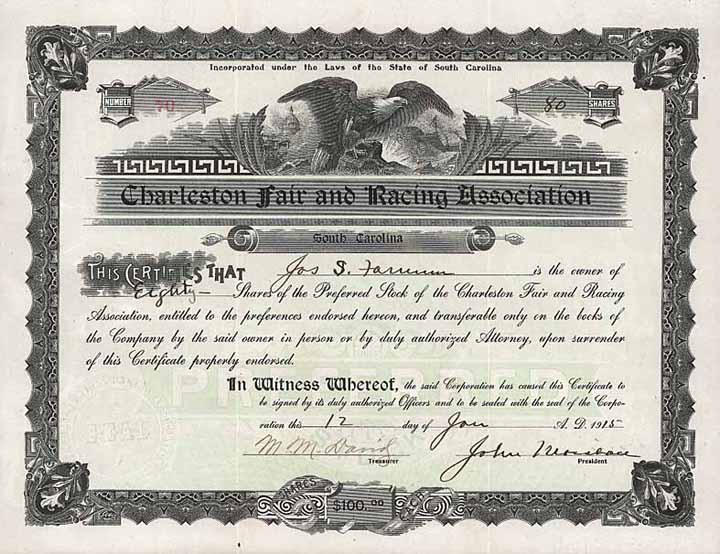 Incorporated under the Laws of the State of South Carolina
NUMBER 70 80 SHARES
Charleston Fair and Racing Association
South Carolina
THIS CERTIFIES THAT Jos S. Farnum is the owner of
Eighty Shares of the Preferred Stock of the Charleston Fair and Racing
Association, entitled to the preferences endorsed hereon, and transferable only on the books of
the Company by the said owner in person or by duly authorized Attorney, upon surrender
of this Certificate properly endorsed.
PREFERRED
In Witness Whereof, the said Corporation has caused this Certificate to
be signed by its duly authorized Officers and to be sealed with the seal of the Corpo-
ration this 12 day of Jan A. D. 1915
M M David John
Treasurer President
SHARES $100.00 EACH